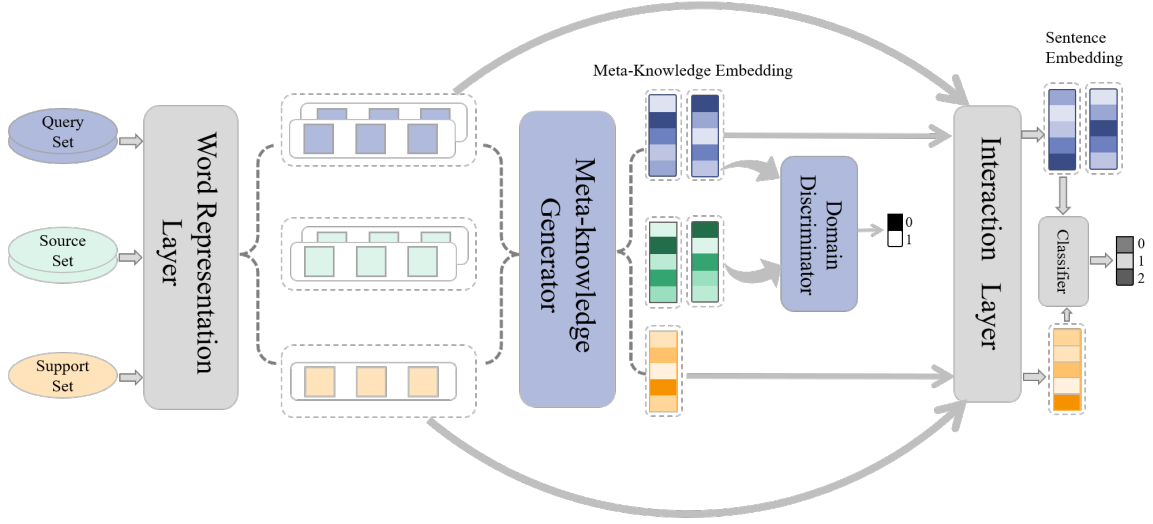 Query
Set
Source
Set
Support
Set
Word Representation
Layer
Meta-knowledge
Generator
Meta-Knowledge Embedding
Domain
Discriminator
0
1
Interaction Layer
Sentence
Embedding
Classifier
0
1
2